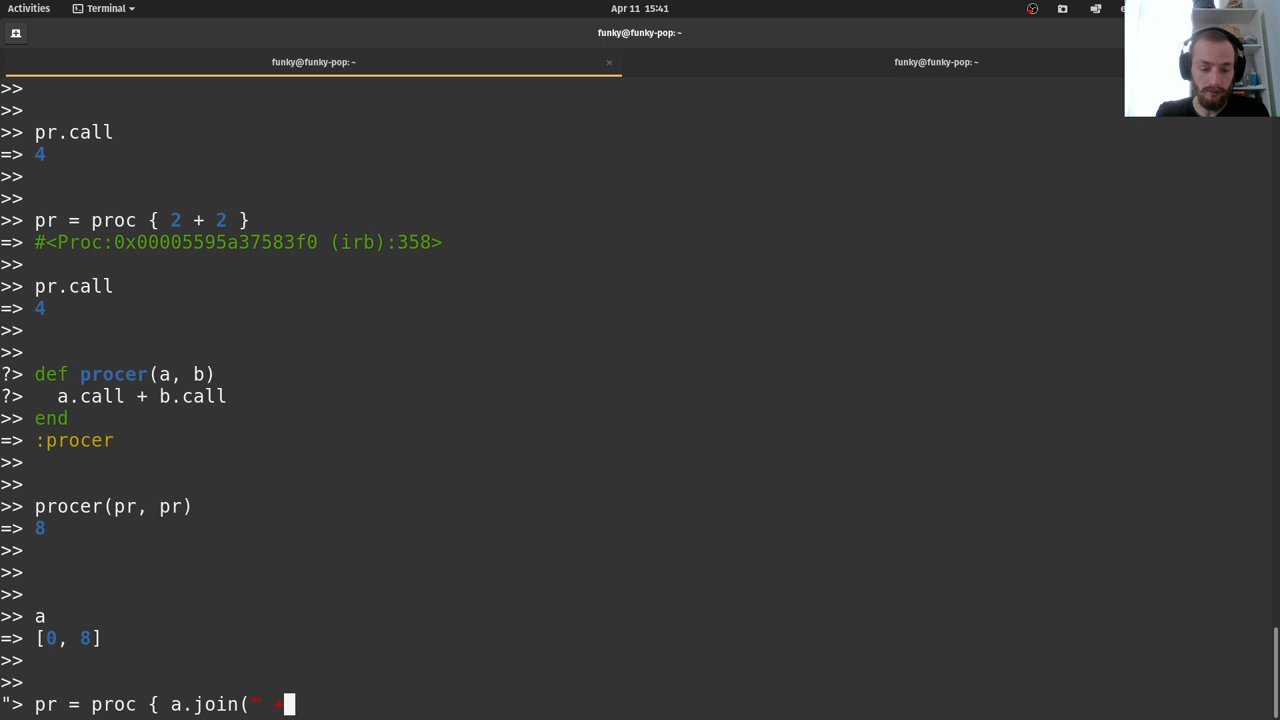 Activities Terminal Apr 11 15:41
funky@funky-pop: ~
funky@funky-pop: ~ × funky@funky-pop: ~
>>
>>
>> pr.call
=> 4
>>
>>
>> pr = proc { 2 + 2 }
=> #<Proc:0x00005595a37583f0 (irb):358>
>>
>> pr.call
=> 4
>>
>>
?> def procer(a, b)
?>   a.call + b.call
>> end
=> :procer
>>
>>
>> procer(pr, pr)
=> 8
>>
>>
>>
>> a
=> [0, 8]
>>
>>
"> pr = proc { a.join(" +